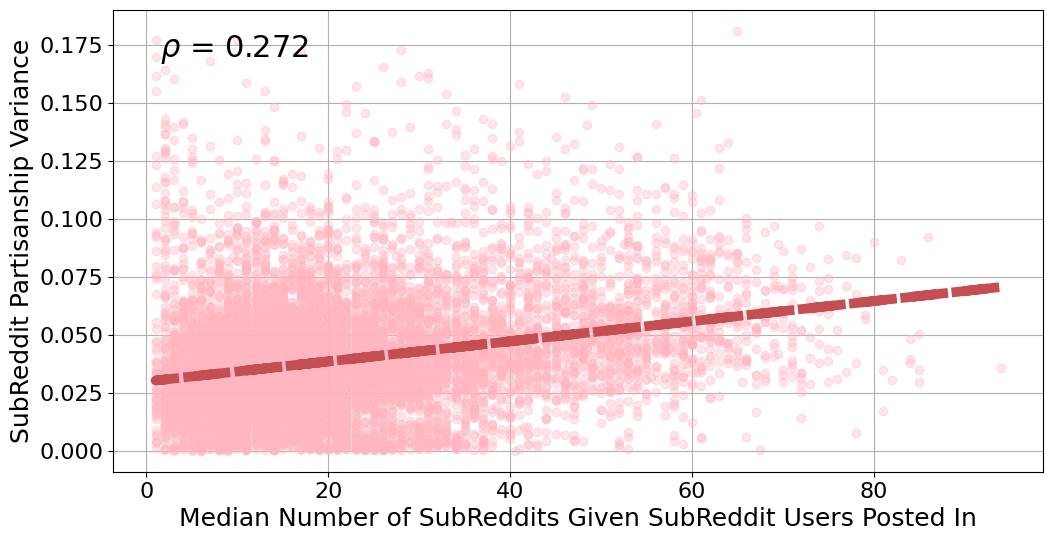 ρ = 0.272
SubReddit Partisanship Variance
0.175
0.150
0.125
0.100
0.075
0.050
0.025
0.000
0 20 40 60 80
Median Number of SubReddits Given SubReddit Users Posted In